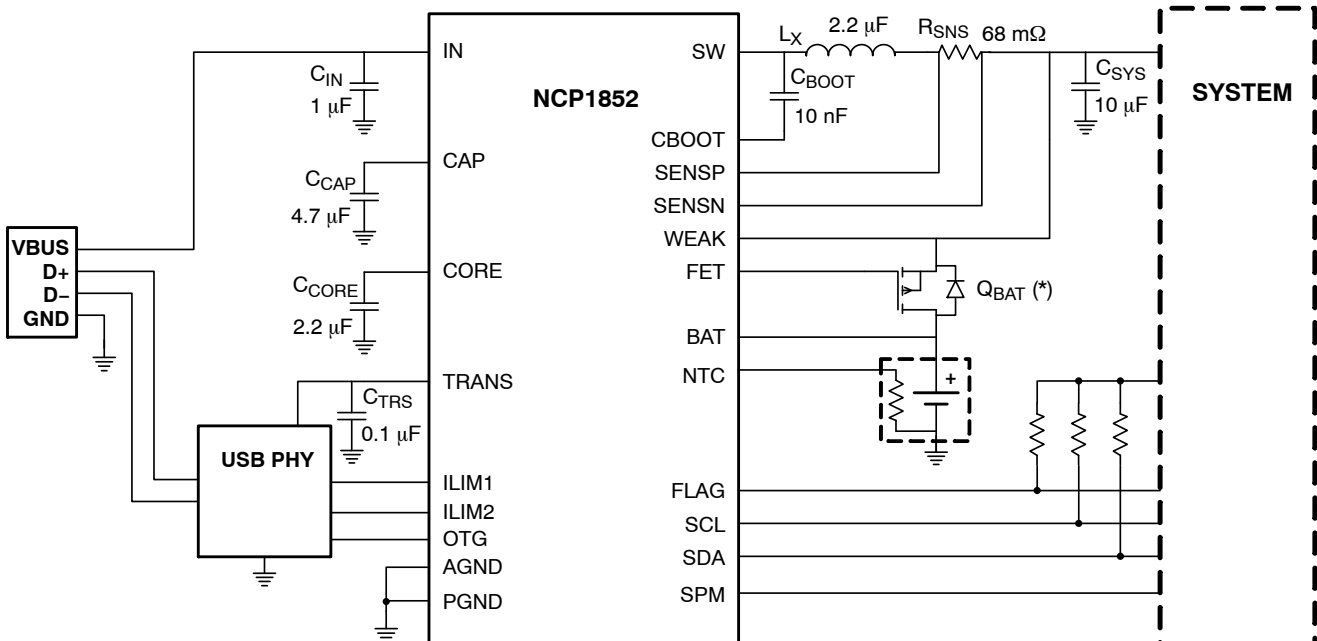 IN
SW
L_X
2.2 μF
R_SNS
68 mΩ
C_IN
1 μF
NCP1852
C_BOOT
10 nF
C_SYS
10 μF
SYSTEM
CBOOT
CAP
SENSP
C_CAP
4.7 μF
SENSN
WEAK
VBUS
D+
D−
GND
CORE
FET
C_CORE
2.2 μF
Q_BAT (*)
BAT
NTC
+
TRANS
C_TRS
0.1 μF
USB PHY
ILIM1
ILIM2
OTG
AGND
PGND
FLAG
SCL
SDA
SPM